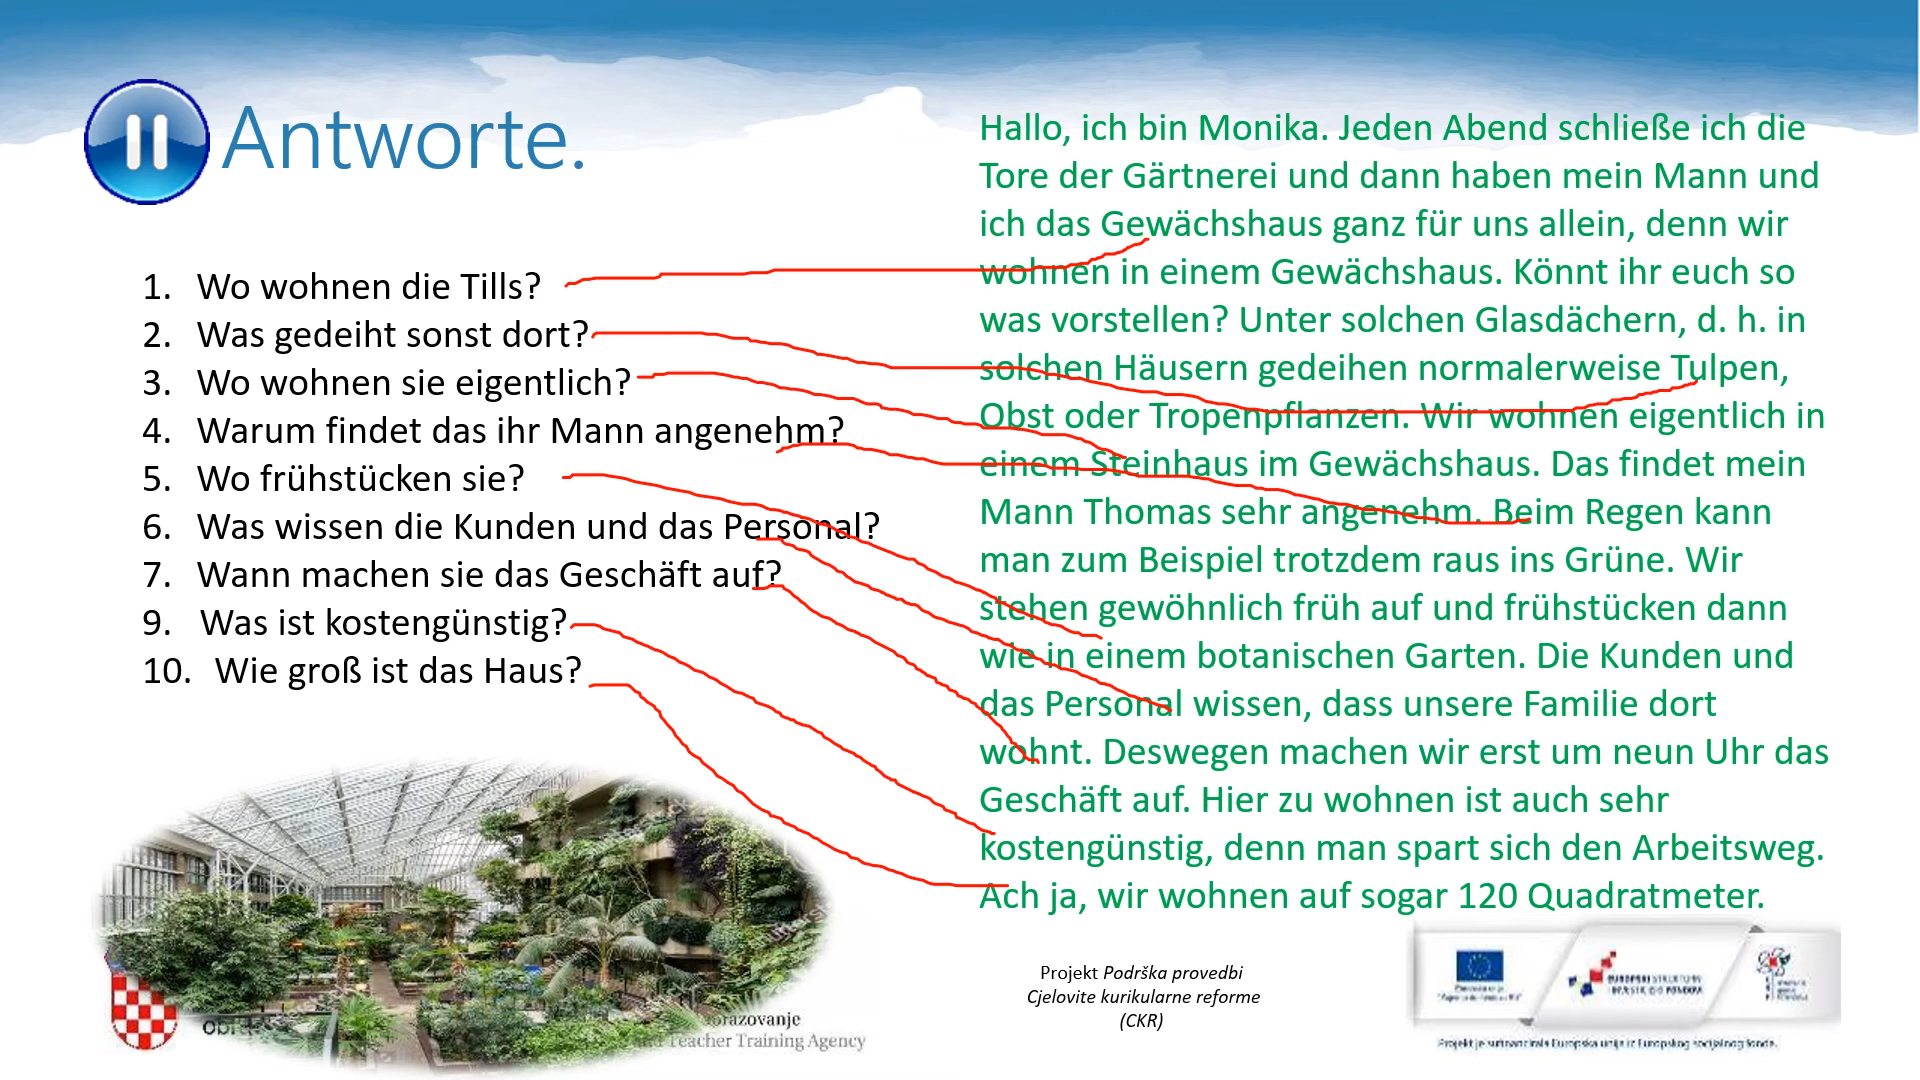 Antworte.
1. Wo wohnen die Tills?
2. Was gedeiht sonst dort?
3. Wo wohnen sie eigentlich?
4. Warum findet das ihr Mann angenehm?
5. Wo frühstücken sie?
6. Was wissen die Kunden und das Personal?
7. Wann machen sie das Geschäft auf?
9. Was ist kostengünstig?
10. Wie groß ist das Haus?
Hallo, ich bin Monika. Jeden Abend schließe ich die
Tore der Gärtnerei und dann haben mein Mann und
ich das Gewächshaus ganz für uns allein, denn wir
wohnen in einem Gewächshaus. Könnt ihr euch so
was vorstellen? Unter solchen Glasdächern, d. h. in
solchen Häusern gedeihen normalerweise Tulpen,
Obst oder Tropenpflanzen. Wir wohnen eigentlich in
einem Steinhaus im Gewächshaus. Das findet mein
Mann Thomas sehr angenehm. Beim Regen kann
man zum Beispiel trotzdem raus ins Grüne. Wir
stehen gewöhnlich früh auf und frühstücken dann
wie in einem botanischen Garten. Die Kunden und
das Personal wissen, dass unsere Familie dort
wohnt. Deswegen machen wir erst um neun Uhr das
Geschäft auf. Hier zu wohnen ist auch sehr
kostengünstig, denn man spart sich den Arbeitsweg.
Ach ja, wir wohnen auf sogar 120 Quadratmeter.
Teacher Training Agency
Projekt Podrška provedbi
Cjelovite kurikularne reforme
(CKR)
Projekt je sufinancirala Europska unija iz Europskog socijalnog fonda.